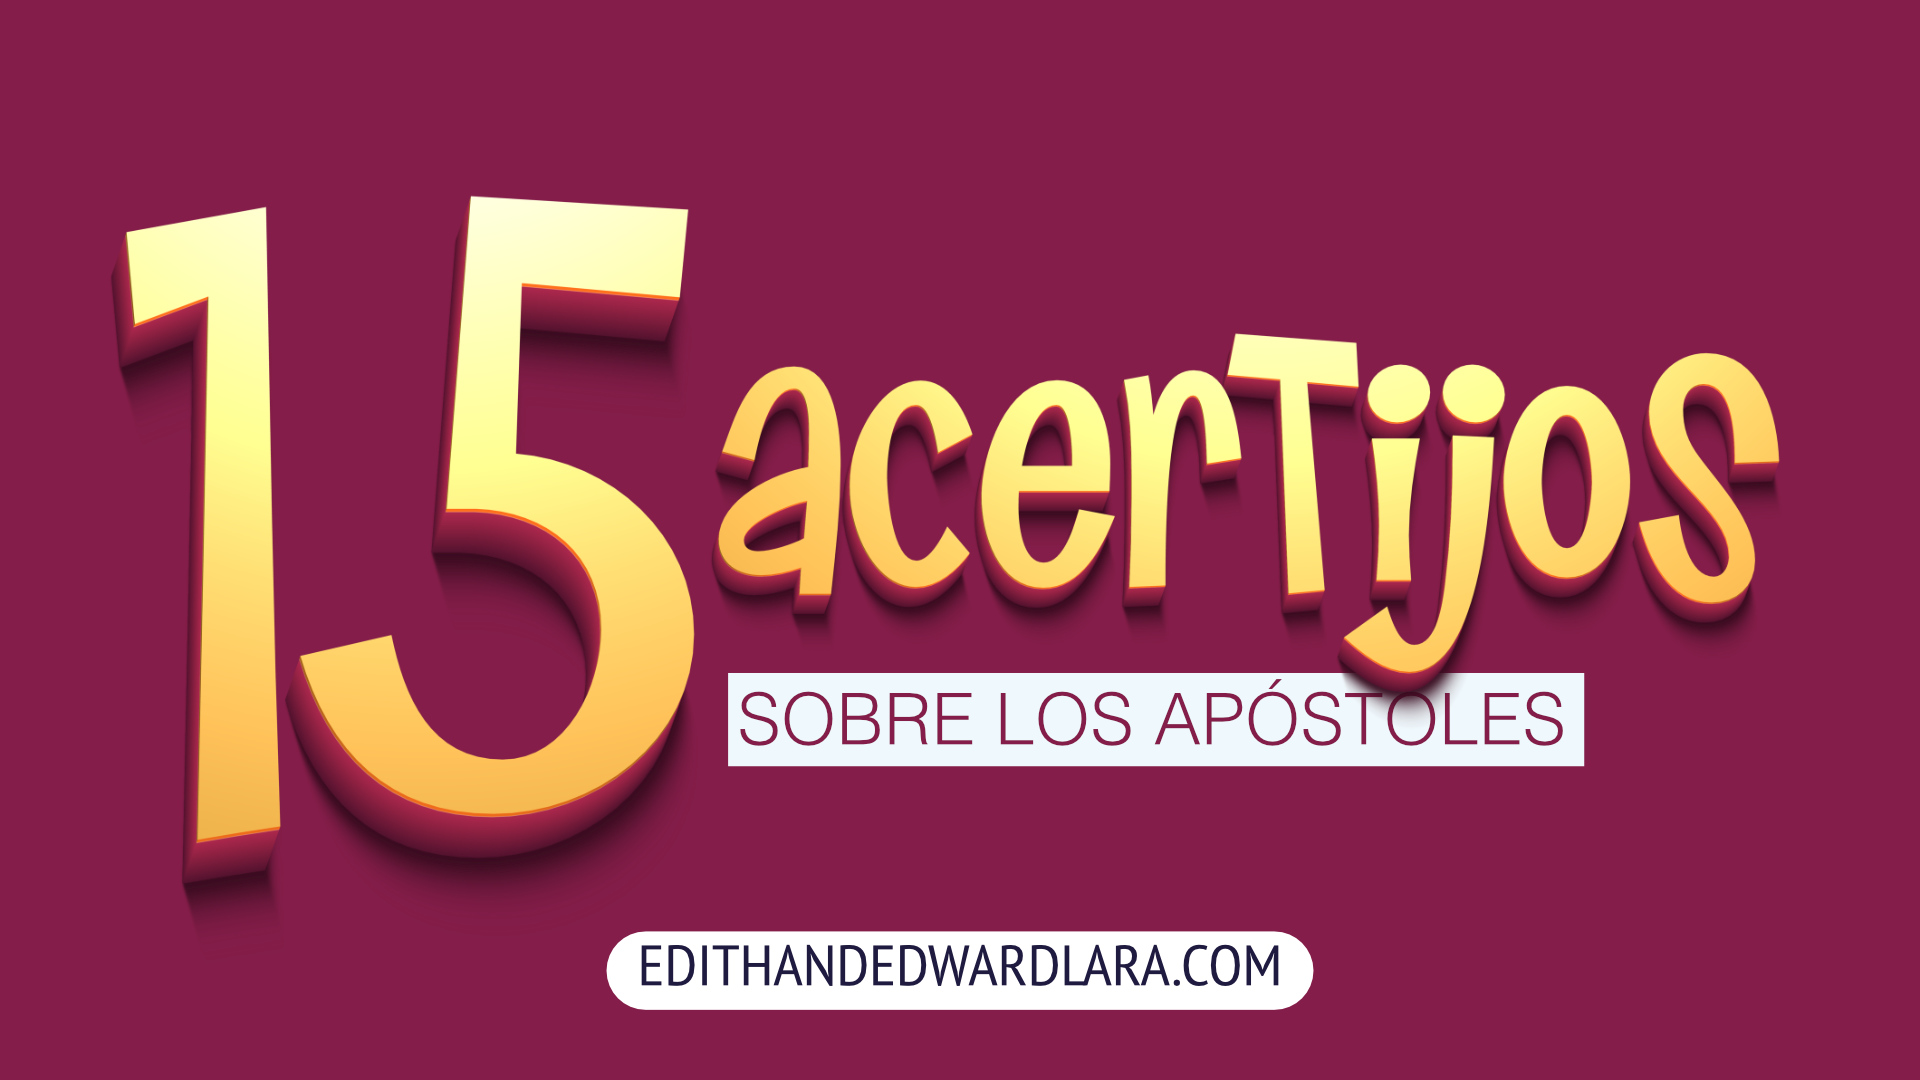 15 acerTijos
SOBRE LOS APÓSTOLES
EDITHANDEDWARDLARA.COM